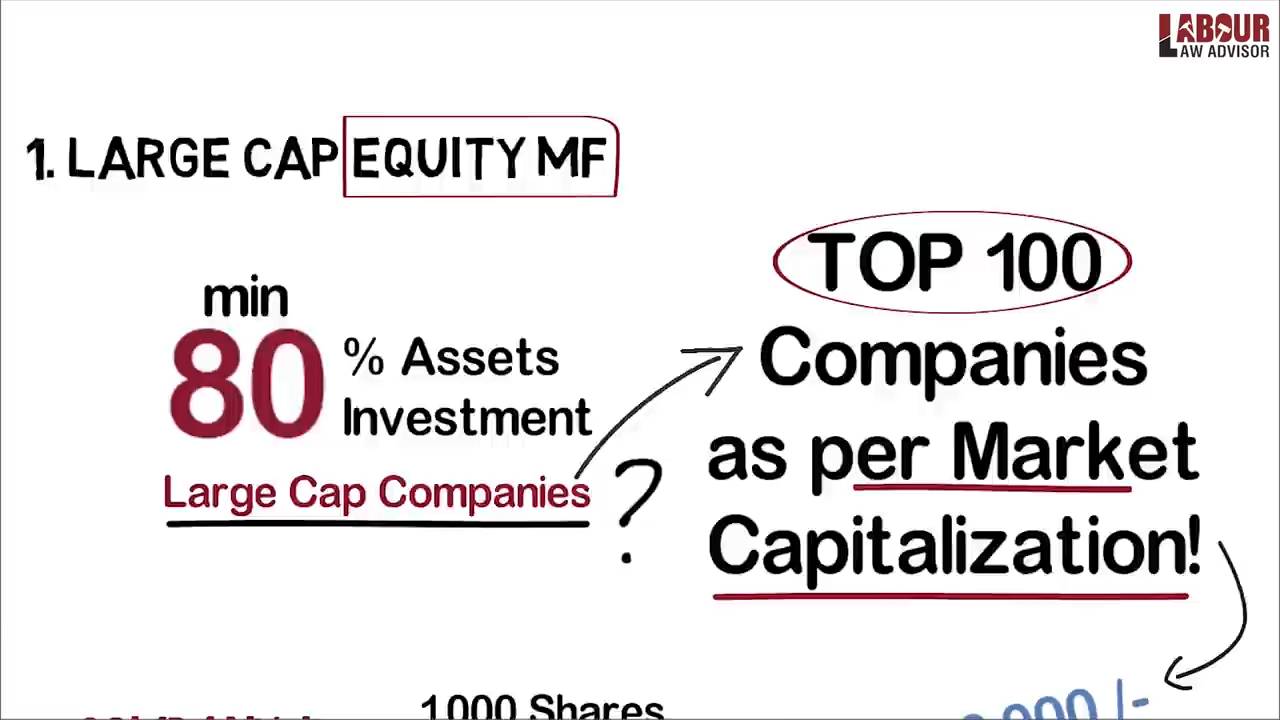 LABOUR
LAW ADVISOR
1. LARGE CAP EQUITY MF
min
80 % Assets
Investment
Large Cap Companies
?
TOP 100
Companies
as per Market
Capitalization!
1000 Shares